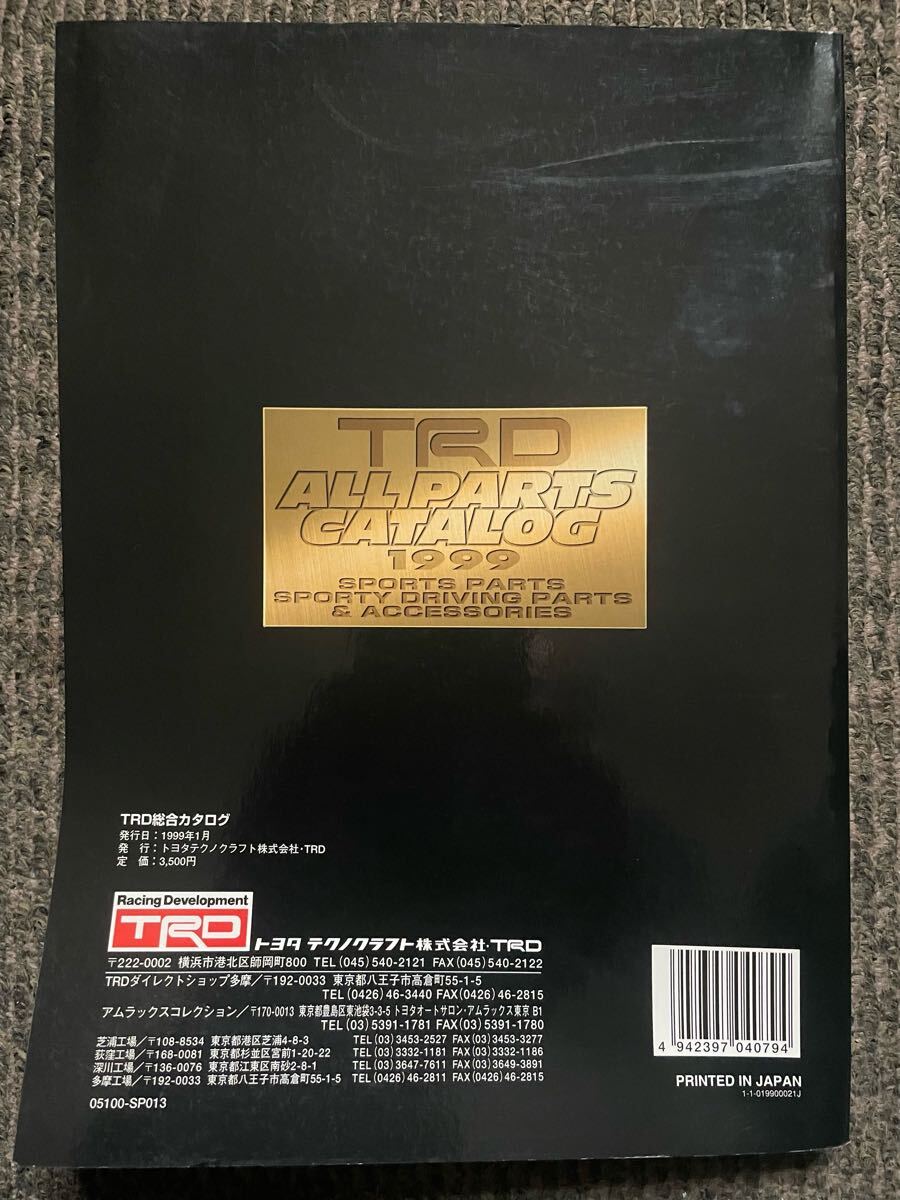 TRD
ALL PARTS
CATALOG
1999
SPORTS PARTS
SPORTY DRIVING PARTS
& ACCESSORIES
TRD総合カタログ
発行日：1999年1月
発　行：トヨタテクノクラフト株式会社・TRD
定　価：3,500円
Racing Development
TRD
トヨタ テクノクラフト株式会社・TRD
〒222-0002 横浜市港北区師岡町800 TEL (045) 540-2121 FAX(045) 540-2122
TRDダイレクトショップ多摩／〒192-0033 東京都八王子市高倉町55-1-5
TEL (0426) 46-3440 FAX(0426) 46-2815
アムラックスコレクション／〒170-0013 東京都豊島区東池袋3-3-5 トヨタオートサロン・アムラックス東京 B1
TEL (03) 5391-1781 FAX(03) 5391-1780
芝浦工場／〒108-8534 東京都港区芝浦4-8-3 TEL (03) 3453-2527 FAX(03) 3453-3277
荻窪工場／〒168-0081 東京都杉並区宮前1-20-22 TEL (03) 3332-1181 FAX(03) 3332-1186
深川工場／〒136-0076 東京都江東区南砂2-8-1 TEL (03) 3647-7611 FAX(03) 3649-3891
多摩工場／〒192-0033 東京都八王子市高倉町55-1-5 TEL (0426) 46-2811 FAX(0426) 46-2815
05100-SP013
4 942397 040794
PRINTED IN JAPAN
1-1-019900021J